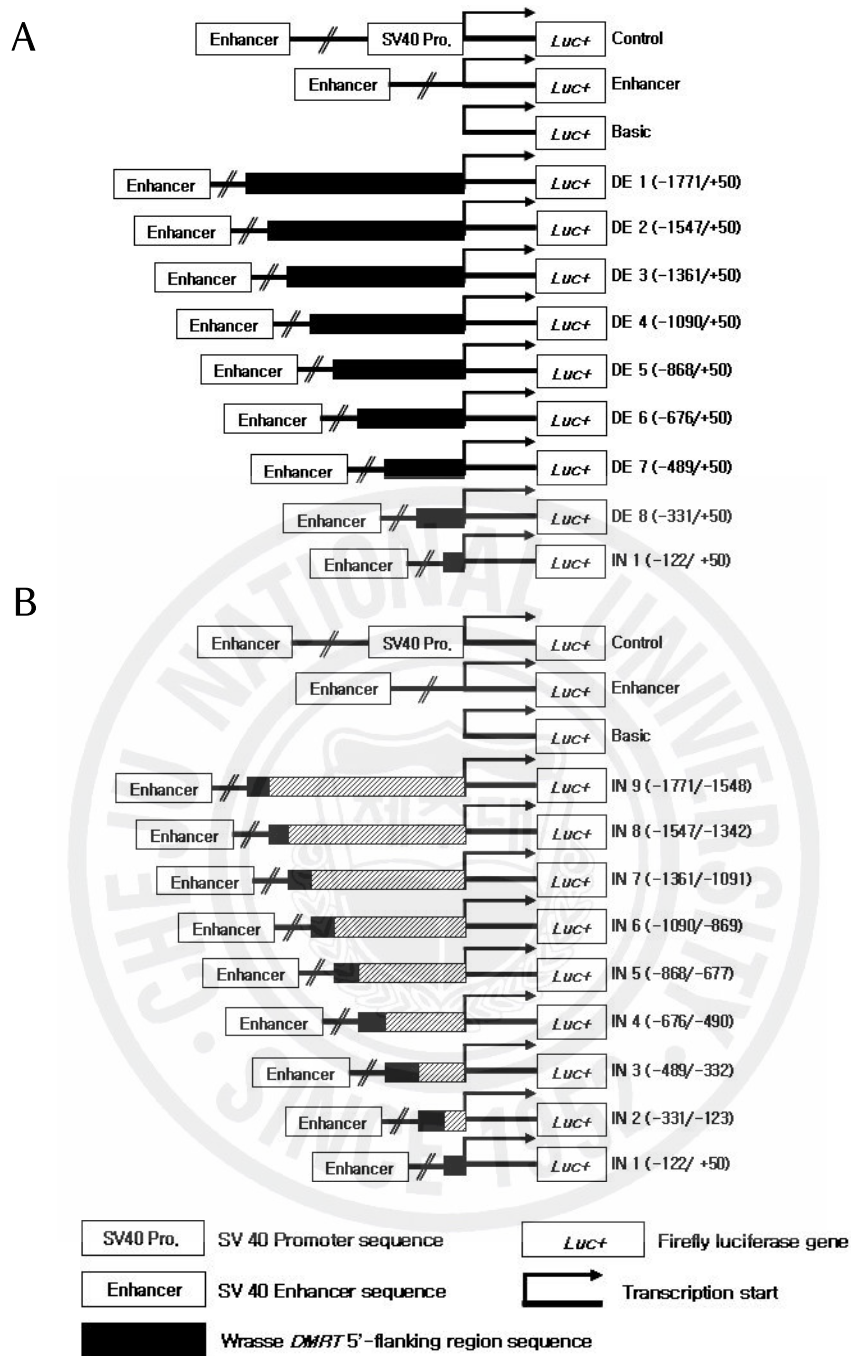 A
Enhancer SV40 Pro. Luc+ Control
Enhancer Luc+ Enhancer
Luc+ Basic
Enhancer Luc+ DE 1 (-1771/+50)
Enhancer Luc+ DE 2 (-1547/+50)
Enhancer Luc+ DE 3 (-1361/+50)
Enhancer Luc+ DE 4 (-1090/+50)
Enhancer Luc+ DE 5 (-868/+50)
Enhancer Luc+ DE 6 (-676/+50)
Enhancer Luc+ DE 7 (-489/+50)
Enhancer Luc+ DE 8 (-331/+50)
Enhancer Luc+ IN 1 (-122/ +50)
B
Enhancer SV40 Pro. Luc+ Control
Enhancer Luc+ Enhancer
Luc+ Basic
Enhancer Luc+ IN 9 (-1771/-1548)
Enhancer Luc+ IN 8 (-1547/-1342)
Enhancer Luc+ IN 7 (-1361/-1091)
Enhancer Luc+ IN 6 (-1090/-869)
Enhancer Luc+ IN 5 (-868/-677)
Enhancer Luc+ IN 4 (-676/-490)
Enhancer Luc+ IN 3 (-489/-332)
Enhancer Luc+ IN 2 (-331/-123)
Enhancer Luc+ IN 1 (-122/ +50)
SV40 Pro. SV 40 Promoter sequence Luc+ Firefly luciferase gene
Enhancer SV 40 Enhancer sequence Transcription start
Wrasse DMRT 5'-flanking region sequence
CHEJU NATIONAL UNIVERSITY
SINCE 1952